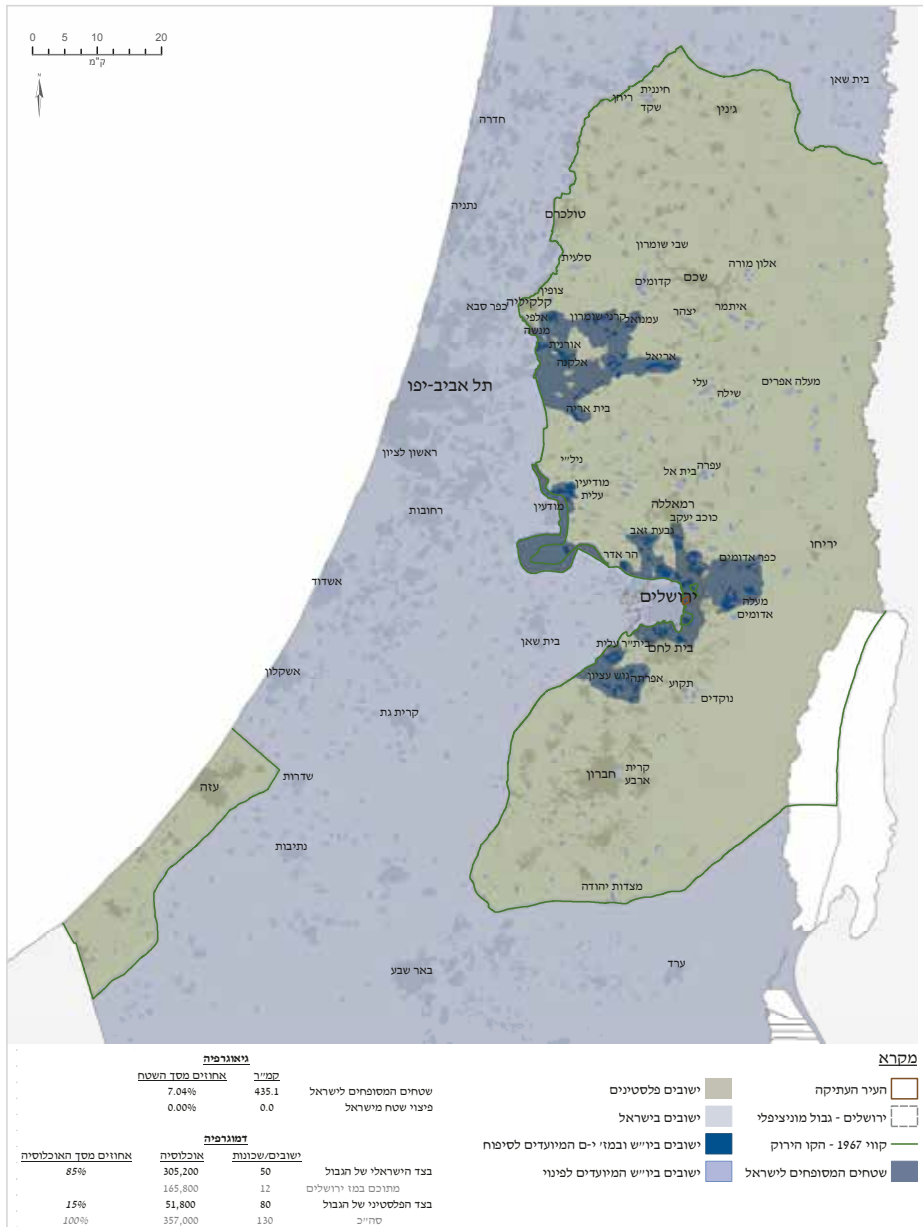 0 5 10 20
ק"מ
בית שאן
חיננית
ריחן
שקד
ג'נין
חדרה
נתניה
טולכרם
שבי שומרון
סלעית
אלון מורה
שכם
קדומים
צופין
קלקיליה
כפר סבא
איתמר
יצהר
עמנואל
קרני שומרון
אלפי
מנשה
אורנית
אלקנה
אריאל
תל אביב-יפו
מעלה אפרים
עלי
שילה
בית אריה
ראשון לציון
ניל"י
עפרה
בית אל
מודיעין
עלית
רמאללה
מודעין
כוכב יעקב
גבעת זאב
רחובות
יריחו
הר אדר
כפר אדומים
אשדוד
ירושלים
מעלה
אדומים
בית שאן
בית"ר עלית
בית לחם
אשקלון
גוש עציון
אפרתה
תקוע
נוקדים
קרית גת
קרית
ארבע
חברון
שדרות
עזה
נתיבות
מצדות יהודה
באר שבע
ערד
מקרא
העיר העתיקה
ירושלים - גבול מוניציפלי
קווי 1967 - הקו הירוק
שטחים המסופחים לישראל
ישובים פלסטינים
ישובים בישראל
ישובים ביו"ש ובמז' י-ם המיועדים לסיפוח
ישובים ביו"ש המיועדים לפינוי
גיאוגרפיה
קמ"ר אחוזים מסך השטח
שטחים המסופחים לישראל 435.1 7.04%
פיצוי שטח מישראל 0.0 0.00%
דמוגרפיה
ישובים/שכונות אוכלוסיה אחוזים מסך האוכלוסיה
בצד הישראלי של הגבול 50 305,200 85%
מתוכם במז ירושלים 12 165,800
בצד הפלסטיני של הגבול 80 51,800 15%
סה"כ 130 357,000 100%